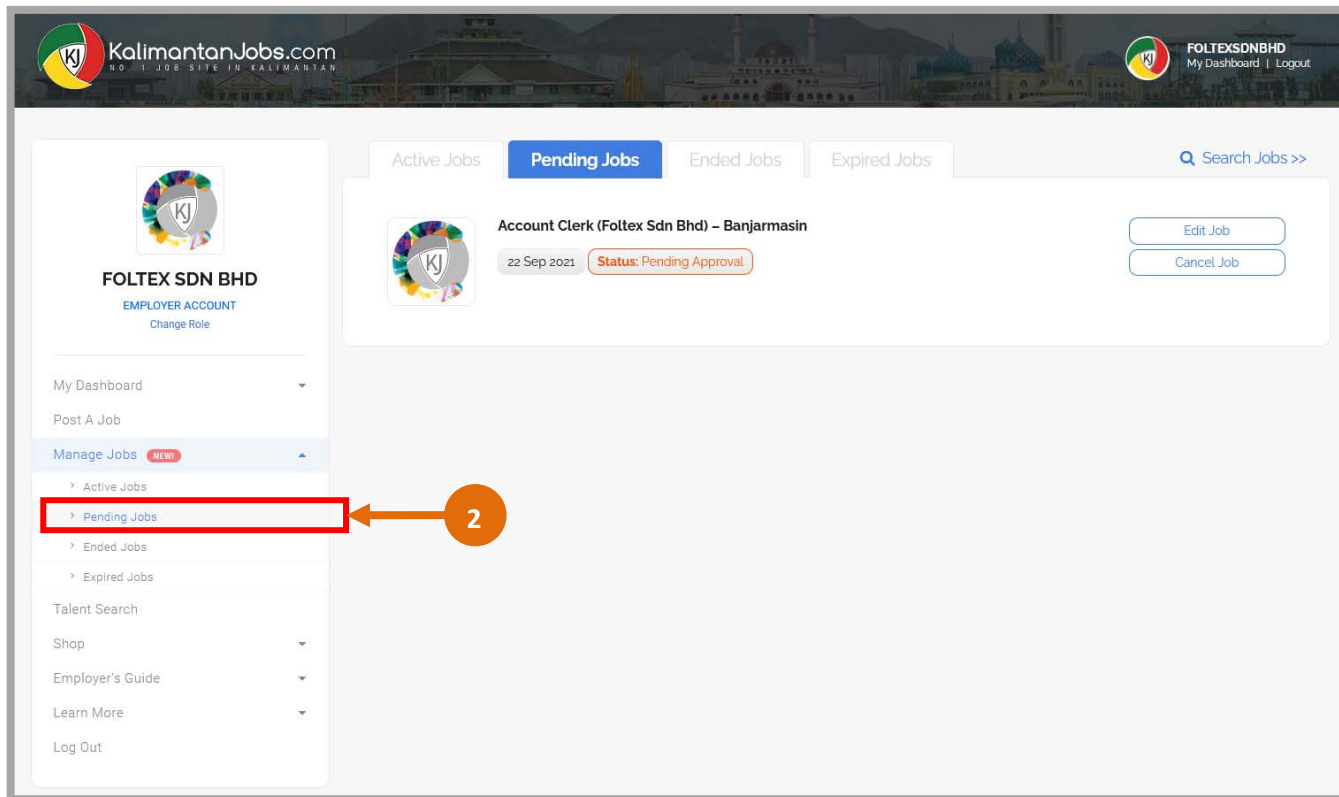 KalimantanJobs.com
NO. 1 JOB SITE IN KALIMANTAN
FOLTEXSDNBHD
My Dashboard | Logout
KJ
FOLTEX SDN BHD
EMPLOYER ACCOUNT
Change Role
My Dashboard
Post A Job
Manage Jobs NEW!
Active Jobs
Pending Jobs
Ended Jobs
Expired Jobs
Talent Search
Shop
Employer's Guide
Learn More
Log Out
Active Jobs Pending Jobs Ended Jobs Expired Jobs Search Jobs >>
KJ
Account Clerk (Foltex Sdn Bhd) – Banjarmasin
22 Sep 2021 Status: Pending Approval
Edit Job
Cancel Job
2